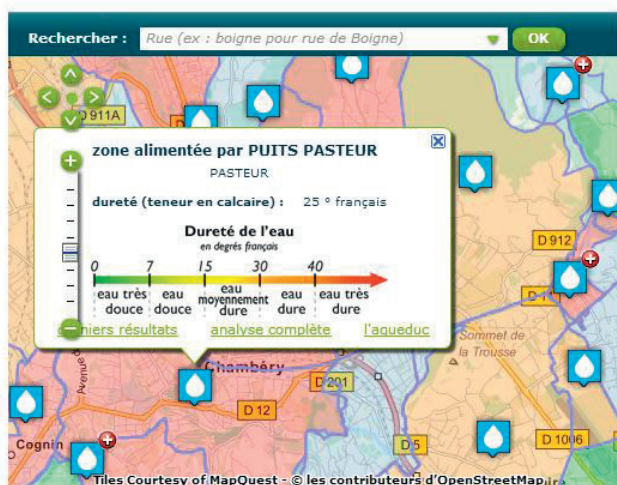 Rechercher : Rue (ex : boigne pour rue de Boigne) OK
D 911A
zone alimentée par PUITS PASTEUR
PASTEUR
dureté (teneur en calcaire) : 25 ° français
Dureté de l'eau
en degrés français
0 7 15 30 40
eau très douce
eau douce
eau moyennement dure
eau dure
eau très dure
analyse complète l'aqueduc
D 912
Sommet de
la Trousse
Chambéry
D 201
D 12
Cognin
D 5
D 1006
Tiles Courtesy of MapQuest - © les contributeurs d'OpenStreetMap